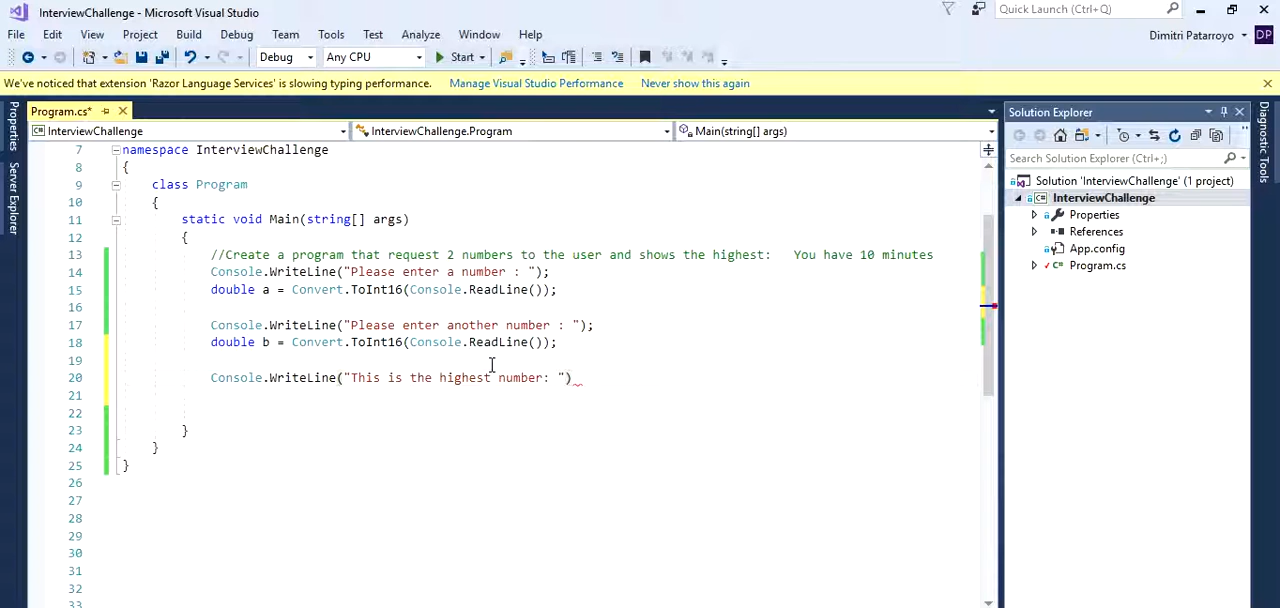 InterviewChallenge - Microsoft Visual Studio
Quick Launch (Ctrl+Q)
File Edit View Project Build Debug Team Tools Test Analyze Window Help
Dimitri Patarroyo DP
Debug Any CPU Start
We've noticed that extension 'Razor Language Services' is slowing typing performance. Manage Visual Studio Performance Never show this again
Properties
Server Explorer
Program.cs*
InterviewChallenge InterviewChallenge.Program Main(string[] args)
7 namespace InterviewChallenge
8 {
9 class Program
10 {
11 static void Main(string[] args)
12 {
13 //Create a program that request 2 numbers to the user and shows the highest: You have 10 minutes
14 Console.WriteLine("Please enter a number : ");
15 double a = Convert.ToInt16(Console.ReadLine());
16
17 Console.WriteLine("Please enter another number : ");
18 double b = Convert.ToInt16(Console.ReadLine());
19
20 Console.WriteLine("This is the highest number: ")
21
22
23 }
24 }
25 }
26
27
28
29
30
31
32
33
Solution Explorer
Search Solution Explorer (Ctrl+;)
Solution 'InterviewChallenge' (1 project)
InterviewChallenge
Properties
References
App.config
C# Program.cs
Diagnostic Tools